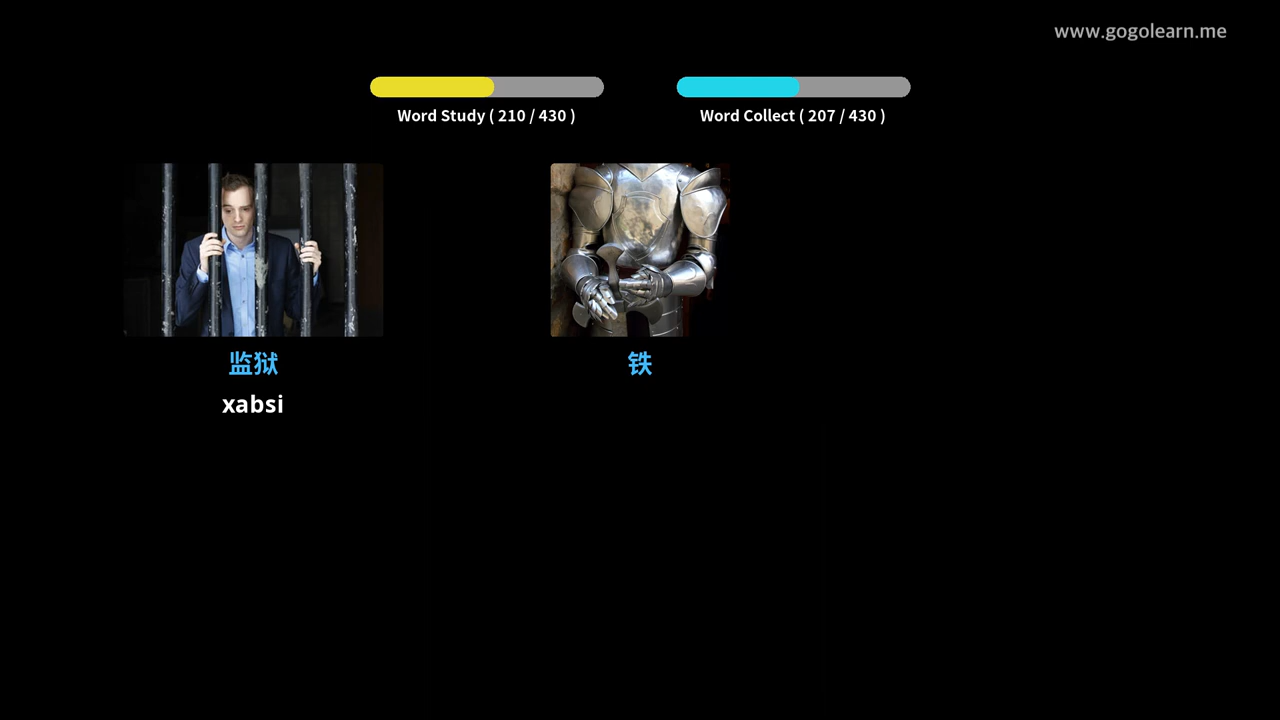 www.gogolearn.me
Word Study ( 210 / 430 )
Word Collect ( 207 / 430 )
监狱
铁
xabsi